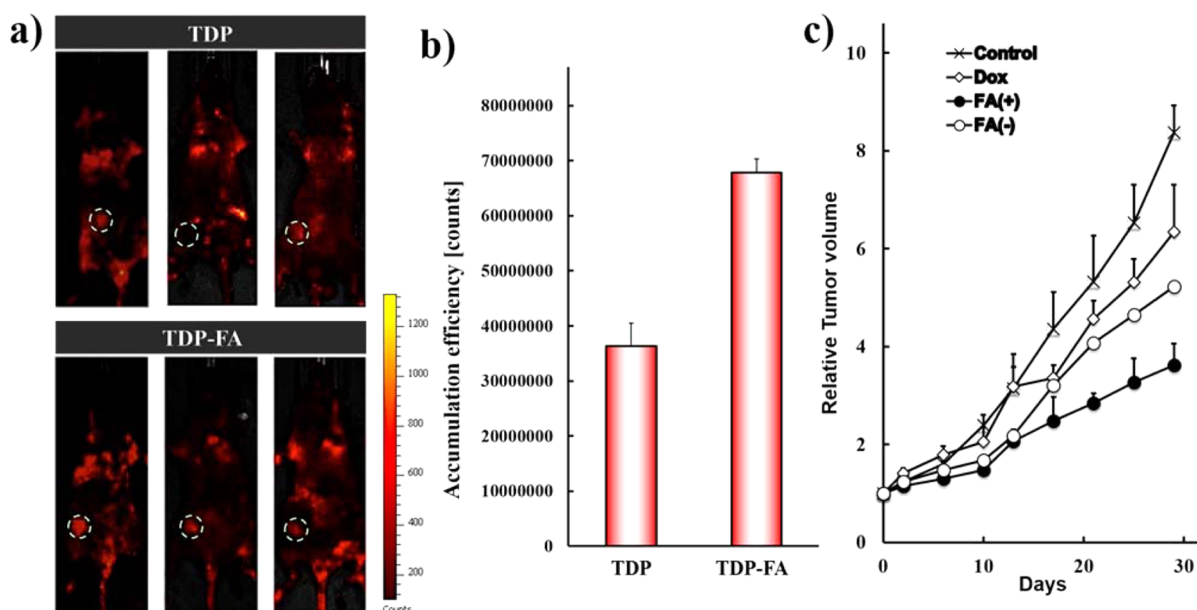 a)
TDP
TDP-FA
1200
1000
800
600
400
200
Counts
b)
Accumulation efficiency [counts]
80000000
70000000
60000000
50000000
40000000
30000000
20000000
10000000
0
TDP
TDP-FA
c)
Relative Tumor volume
10
8
6
4
2
0
Control
Dox
FA(+)
FA(-)
0
10
20
30
Days